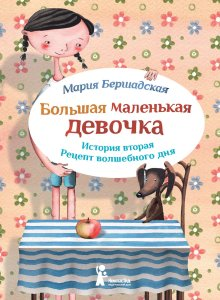 Мария Бершадская
Большая маленькая
девочка
История вторая
Рецепт волшебного дня